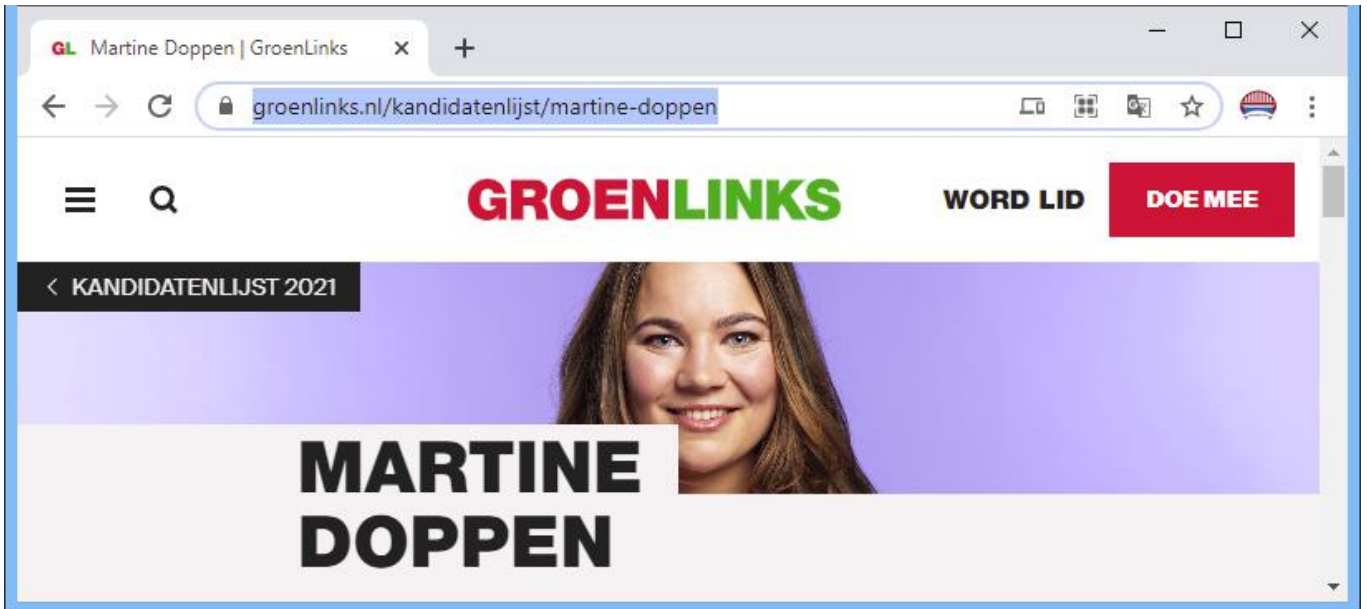 GL Martine Doppen | GroenLinks
groenlinks.nl/kandidatenlijst/martine-doppen
GROENLINKS WORD LID DOE MEE
< KANDIDATENLIJST 2021
MARTINE
DOPPEN